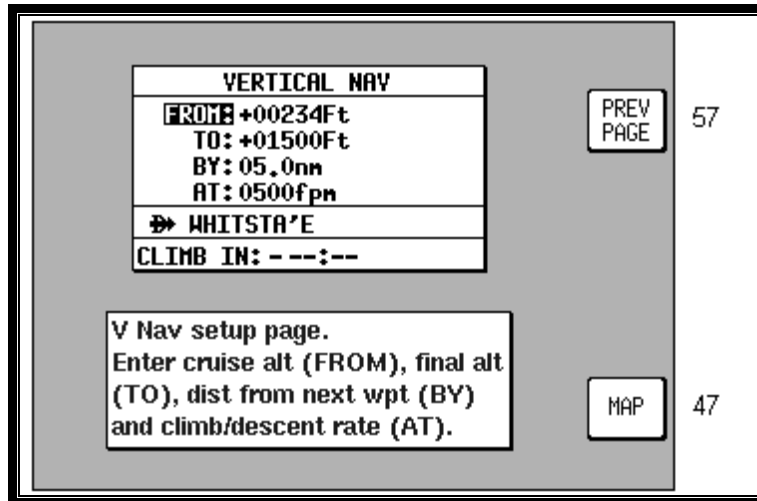 VERTICAL NAV
FROM: +00234Ft
TO: +01500Ft
BY: 05.0nm
AT: 0500fpm
WHITSTA'E
CLIMB IN: - --:--
V Nav setup page.
Enter cruise alt (FROM), final alt
(TO), dist from next wpt (BY)
and climb/descent rate (AT).
PREV
PAGE
57
MAP
47